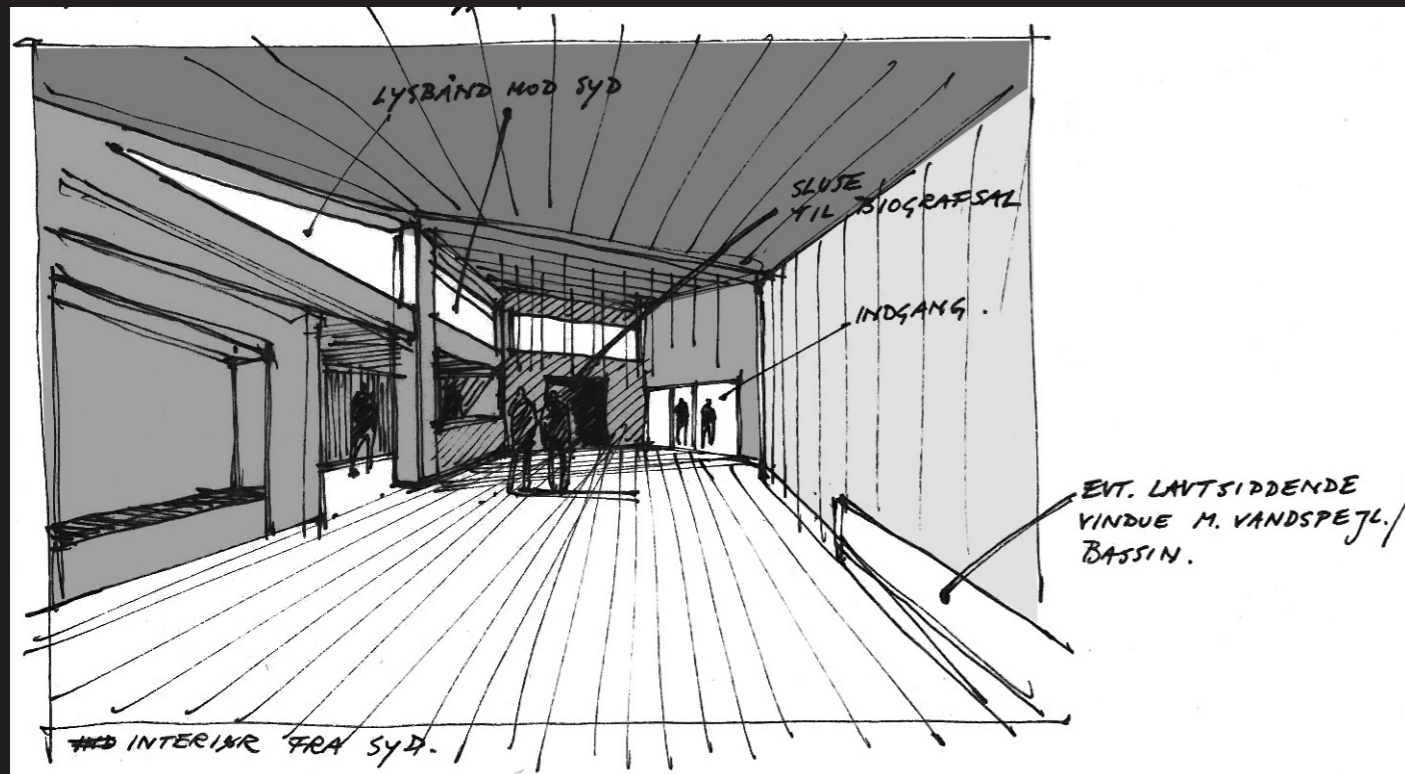 LYSBÅND MOD SYD
SLUSE
TIL BIOGRAFSAL
INDGANG.
EVT. LAVTSIDDENDE
VINDUE M. VANDSPEJL./
BASSIN.
INTERIØR FRA SYD.